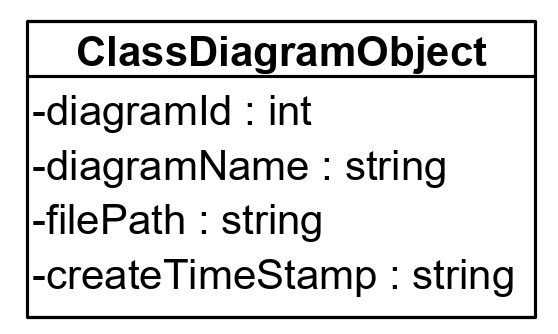 ClassDiagramObject
-diagramId : int
-diagramName : string
-filePath : string
-createTimeStamp : string